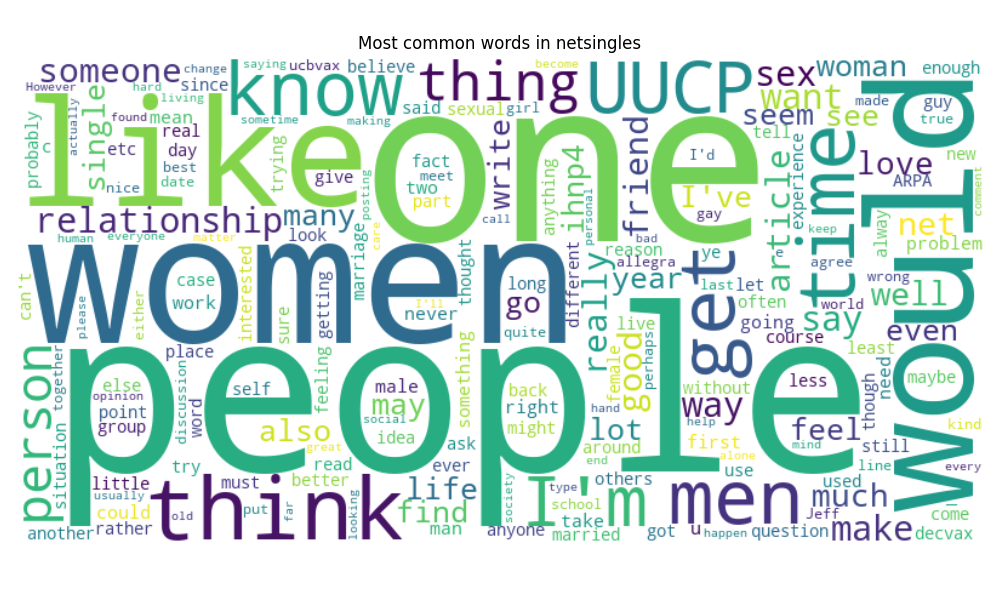 Most common words in netsingles
someone
However
change
since
ucbvax
saying
believe
know
thing
become
UUCP
sex
woman
enough
hard
living
actually
probably
c
single
found
mean
real
etc
day
best
nice
date
like
one
sometime
making
said
sexual
girl
trying
give
fact
meet
two
part
posting
write
call
anything
ihnp4
personal
friend
want
seem
see
made
guy
true
tell
I'd
I've
gay
article
experience
time
would
love
ARPA
new
comment
net
alway
problem
relationship
many
human
everyone
matter
look
marriage
care
bad
reason
allegra
ye
e
keep
agree
wrong
can't
women
case
work
please
either
interested
sure
getting
thought
I'll
never
long
go
quite
different
really
year
get
last
let
often
world
well
going
say
even
course
least
live
perhaps
person
situation
together
people
place
else
opinion
point
group
discussion
word
self
feeling
male
may
social
idea
something
back
right
might
hand
female
good
without
way
help
less
need
though
maybe
kind
also
great
lot
around
end
first
alone
mind
feel
still
every
try
read
better
ever
ask
others
use
used
line
little
usually
could
rather
another
must
put
old
think
far
looking
life
find
man
anyone
society
I'm
type
school
take
married
got
men
u
happen
question
Jeff
much
make
come
decvax